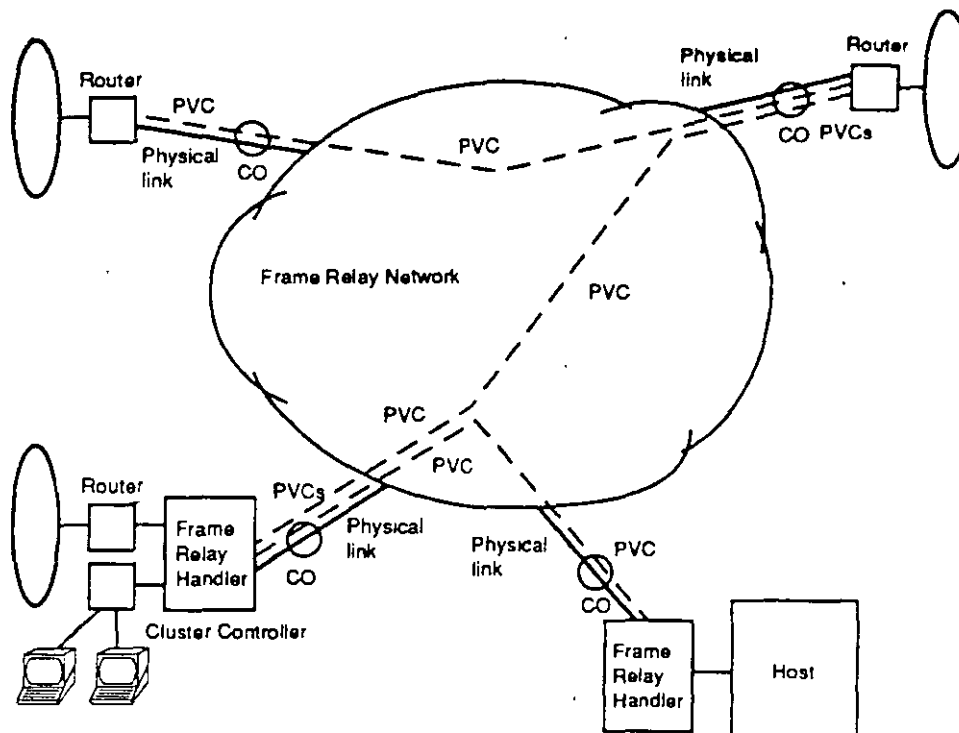 Router
PVC
Physical
link
CO
PVC
Physical
link
Router
CO
PVCs
Frame Relay Network
PVC
PVC
PVC
PVCs
Physical
link
CO
Router
Frame
Relay
Handler
Cluster Controller
Physical
link
PVC
CO
Frame
Relay
Handler
Host